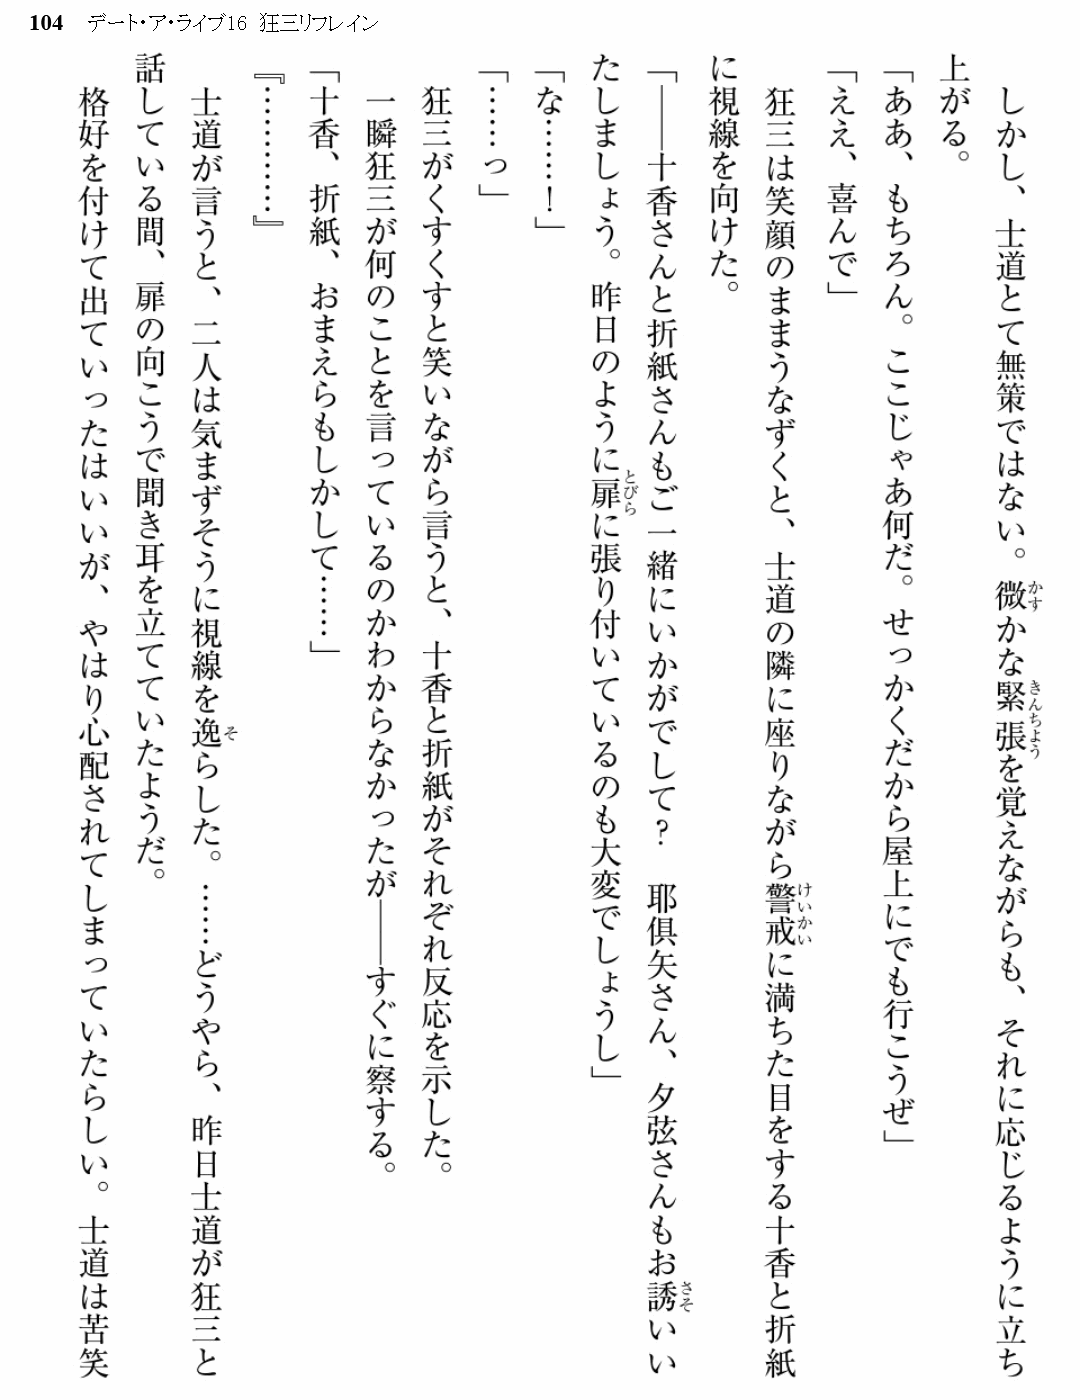 104 デート・ア・ライブ16 狂三リフレイン
しかし、士道とて無策ではない。微かな緊張を覚えながらも、それに応じるように立ち
上がる。
「ああ、もちろん。ここじゃあ何だ。せっかくだから屋上にでも行こうぜ」
「ええ、喜んで」
狂三は笑顔のままうなずくと、士道の隣に座りながら警戒に満ちた目をする十香と折紙
に視線を向けた。
「――十香さんと折紙さんもご一緒にいかがでして？　耶倶矢さん、夕弦さんもお誘いい
たしましょう。昨日のように扉に張り付いているのも大変でしょうし」
「な……！」
「……っ」
狂三がくすくすと笑いながら言うと、十香と折紙がそれぞれ反応を示した。
一瞬狂三が何のことを言っているのかわからなかったが――すぐに察する。
「十香、折紙、おまえらもしかして……」
『…………』
士道が言うと、二人は気まずそうに視線を逸らした。……どうやら、昨日士道が狂三と
話している間、扉の向こうで聞き耳を立てていたようだ。
格好を付けて出ていったはいいが、やはり心配されてしまっていたらしい。士道は苦笑